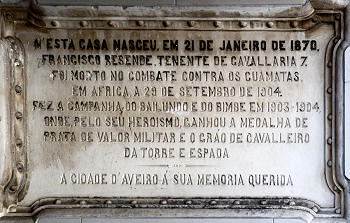 N'ESTA CASA NASCEU, EM 21 DE JANEIRO DE 1870,
FRANCISCO RESENDE, TENENTE DE CAVALLARIA 7.
FOI MORTO NO COMBATE CONTRA OS CUAMATAS,
EM AFRICA, A 25 DE SETEMBRO DE 1904.
FEZ A CAMPANHA, DO BAILUNDO E DO BIMBE EM 1903-1904,
ONDE, PELO SEU HEROISMO, GANHOU A MEDALHA DE
PRATA DE VALOR MILITAR E O GRÁO DE CAVALLEIRO
DA TORRE E ESPADA
A CIDADE D'AVEIRO Á SUA MEMORIA QUERIDA